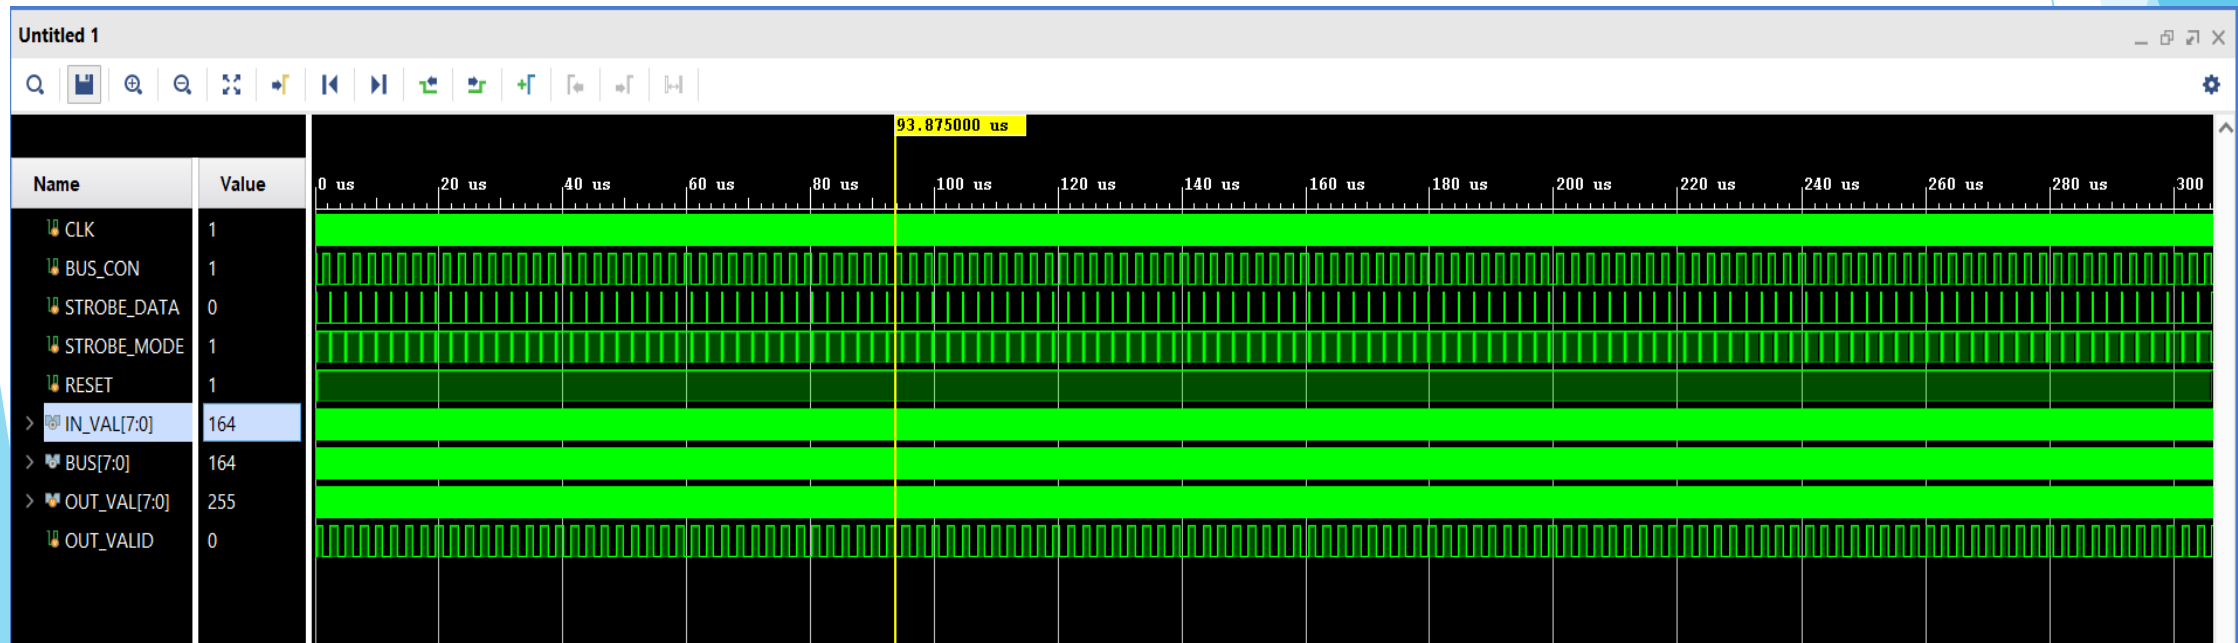 Untitled 1
93.875000 us
Name Value 0 us 20 us 40 us 60 us 80 us 100 us 120 us 140 us 160 us 180 us 200 us 220 us 240 us 260 us 280 us 300
CLK 1
BUS_CON 1
STROBE_DATA 0
STROBE_MODE 1
RESET 1
IN_VAL[7:0] 164
BUS[7:0] 164
OUT_VAL[7:0] 255
OUT_VALID 0